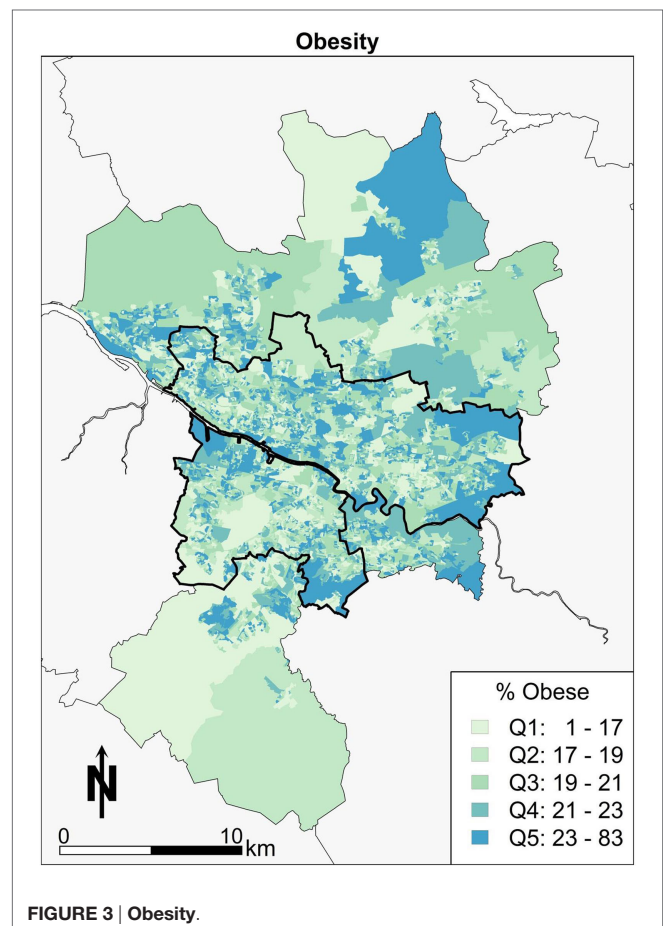 Obesity
% Obese
Q1: 1 - 17
Q2: 17 - 19
Q3: 19 - 21
Q4: 21 - 23
Q5: 23 - 83
N
0 10
km
FIGURE 3 | Obesity.